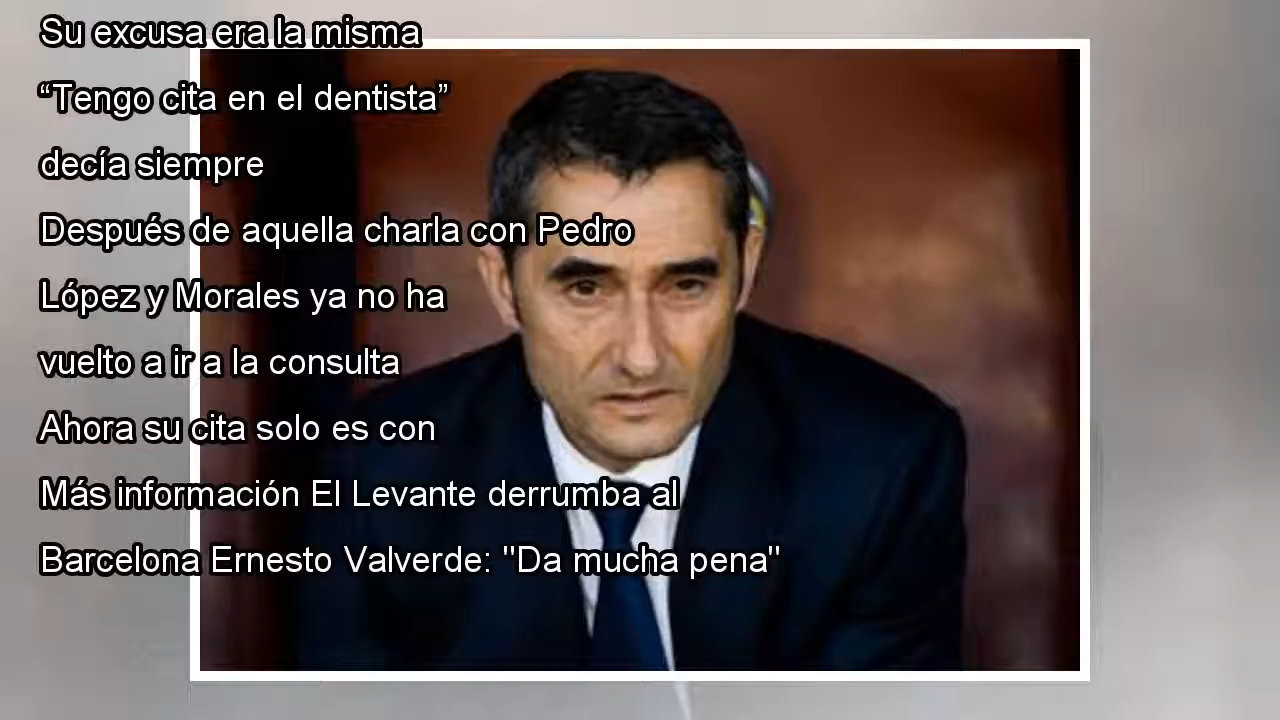 Su excusa era la misma
“Tengo cita en el dentista”
decía siempre
Después de aquella charla con Pedro
López y Morales ya no ha
vuelto a ir a la consulta
Ahora su cita solo es con
Más información El Levante derrumba al
Barcelona Ernesto Valverde: "Da mucha pena"